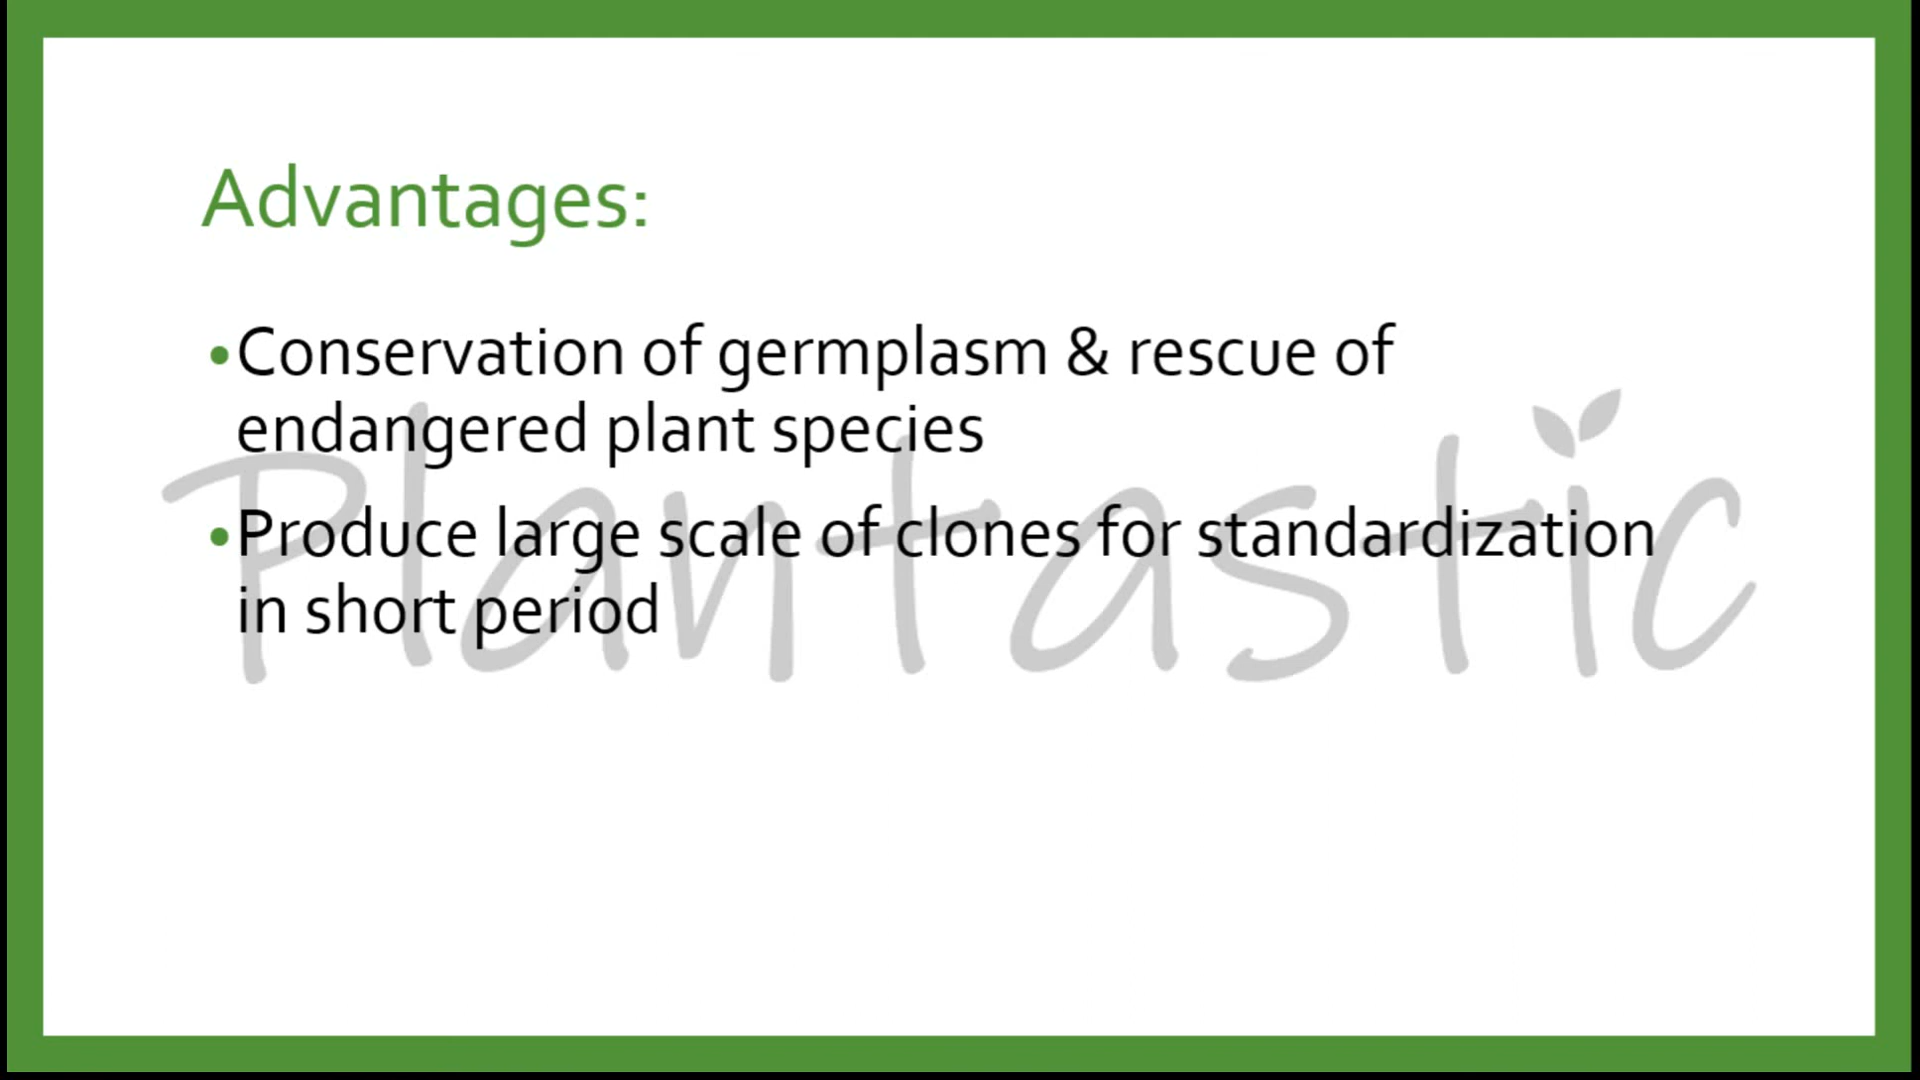 Advantages:
•Conservation of germplasm & rescue of
endangered plant species
•Produce large scale of clones for standardization
in short period
Plantastic